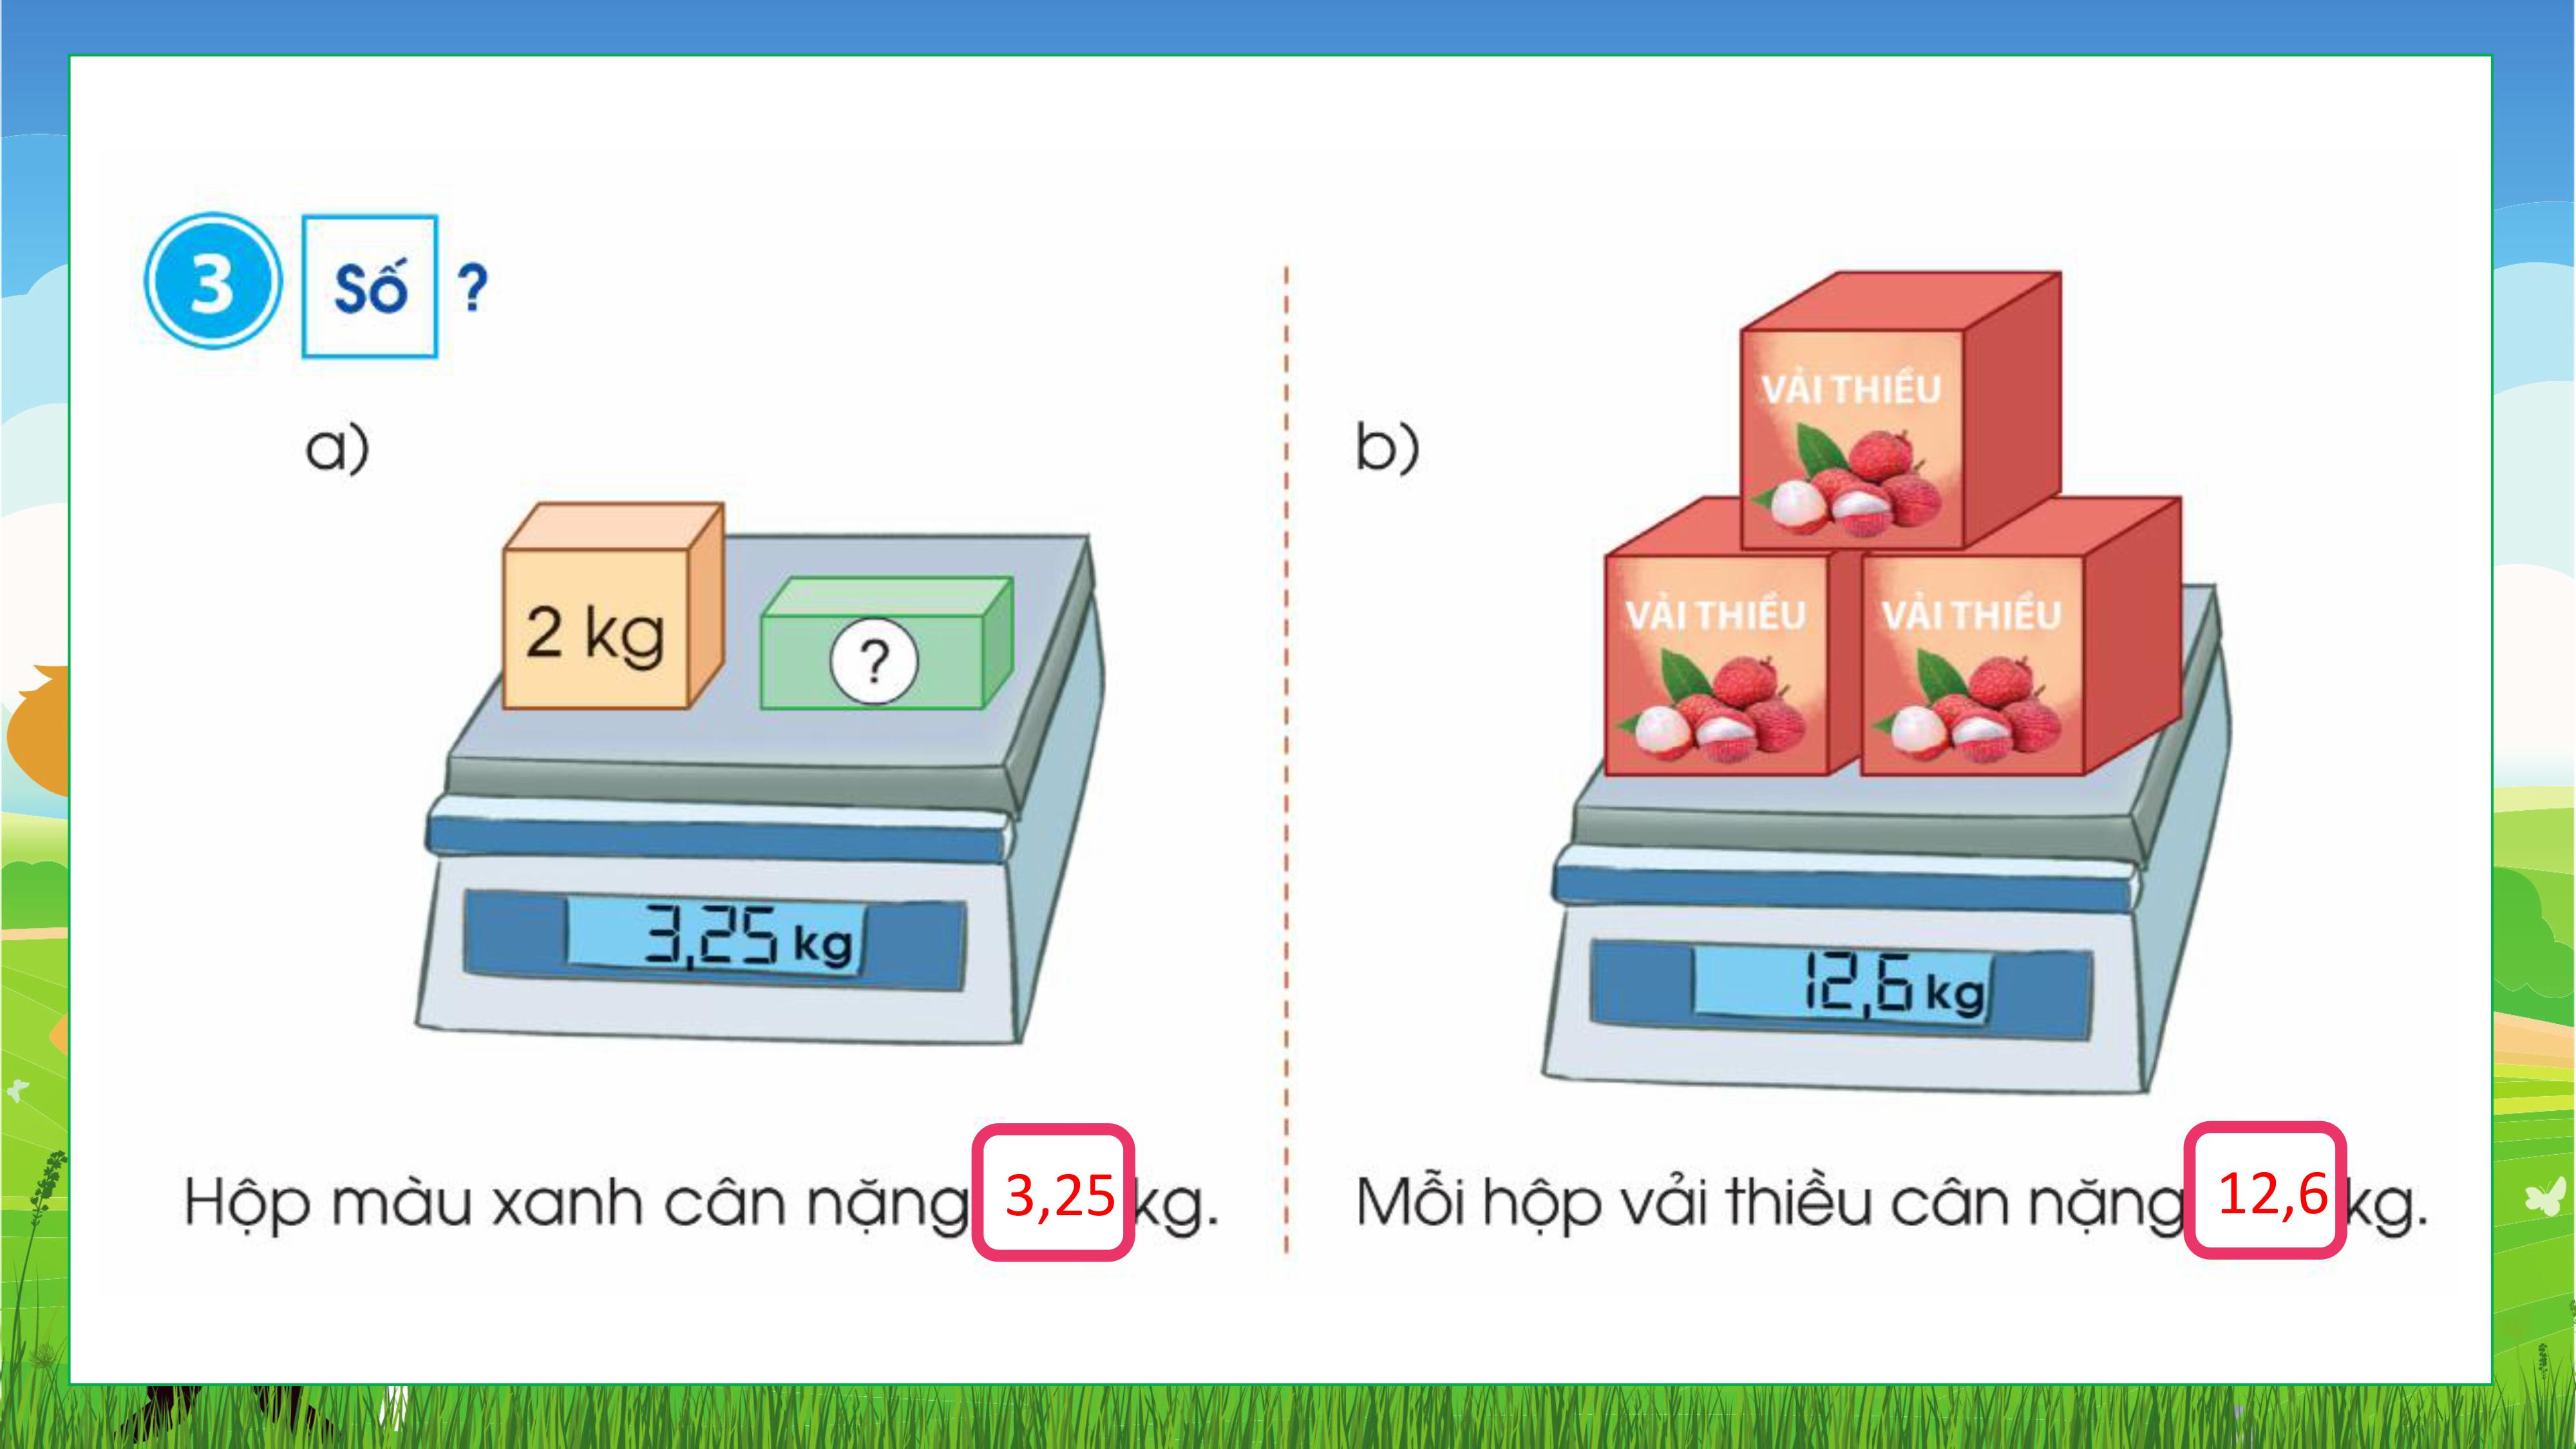 3 Số ?
a)
2 kg
?
3,25 kg
Hộp màu xanh cân nặng 3,25 kg.
b)
VẢI THIỀU
VẢI THIỀU VẢI THIỀU
12,6 kg
Mỗi hộp vải thiều cân nặng 12,6 kg.